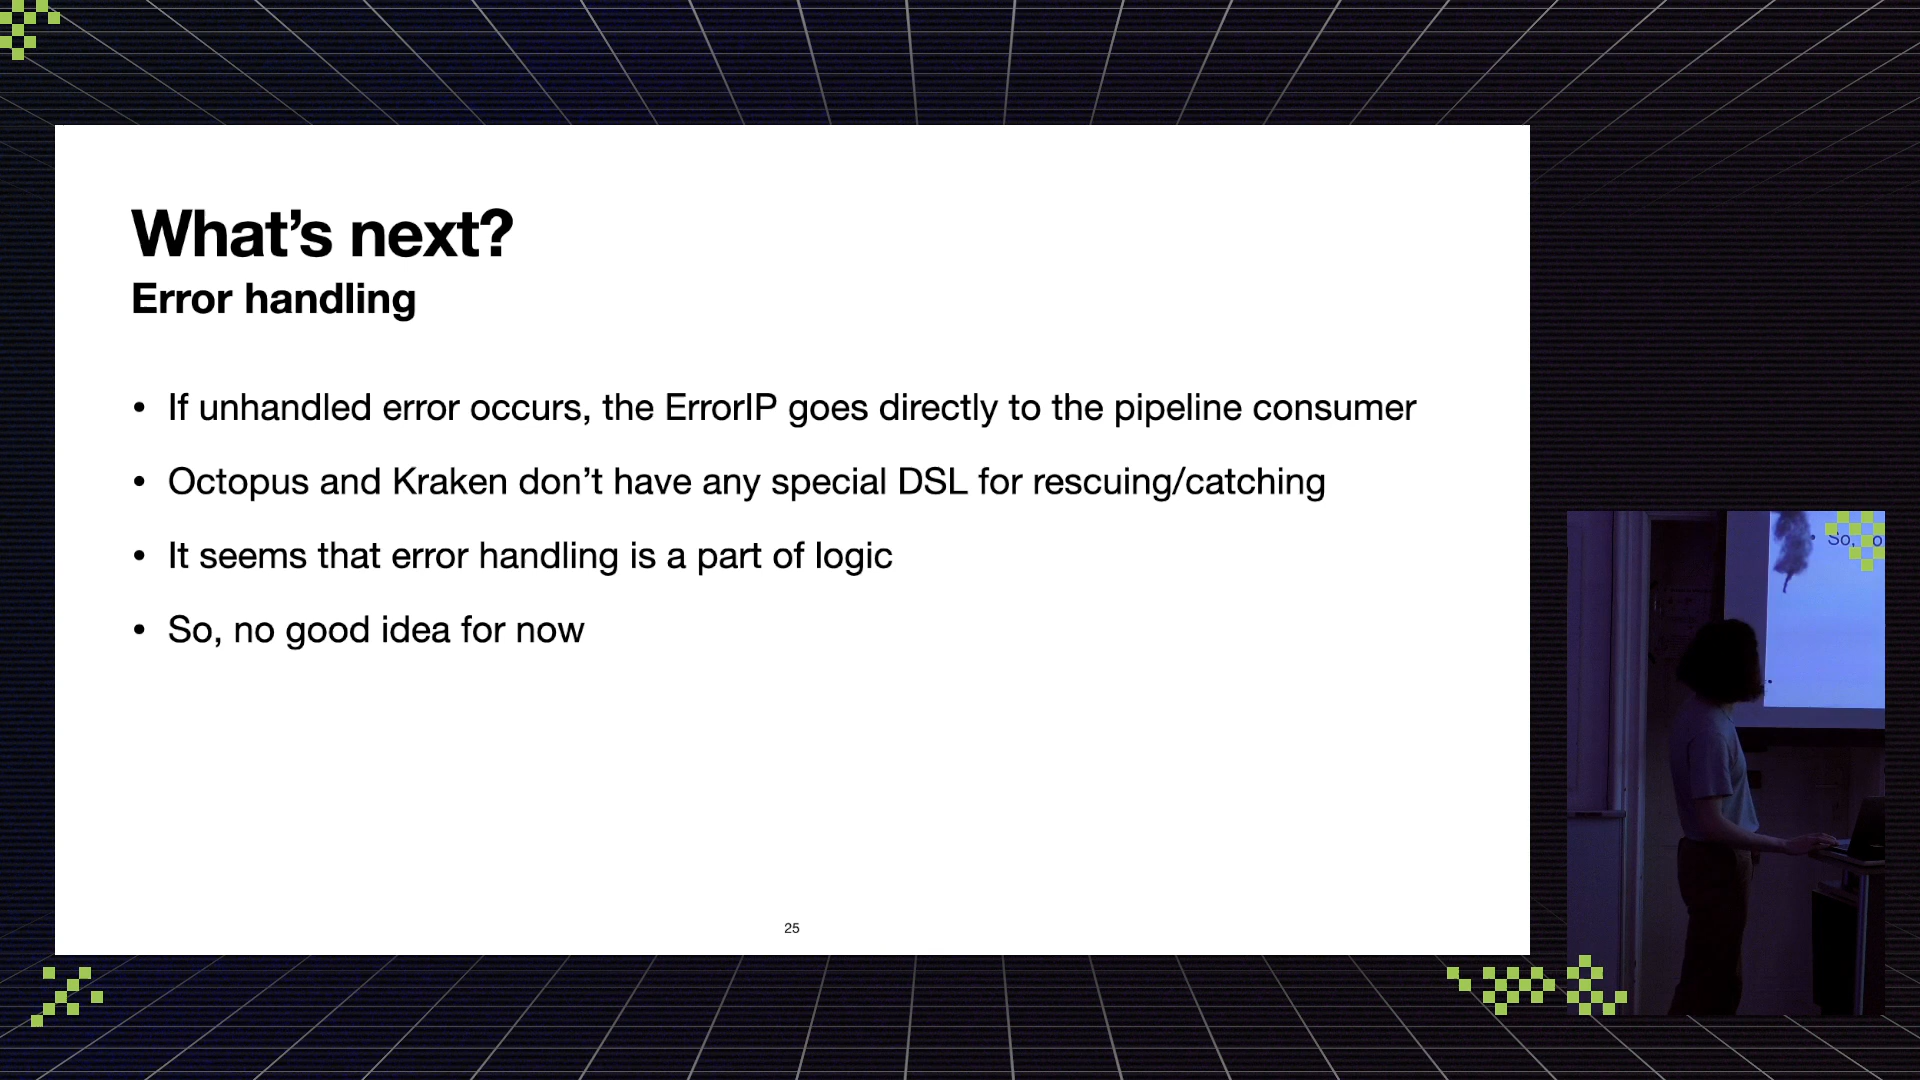 What's next?
Error handling
• If unhandled error occurs, the ErrorIP goes directly to the pipeline consumer
• Octopus and Kraken don't have any special DSL for rescuing/catching
• It seems that error handling is a part of logic
• So, no good idea for now
25
So,